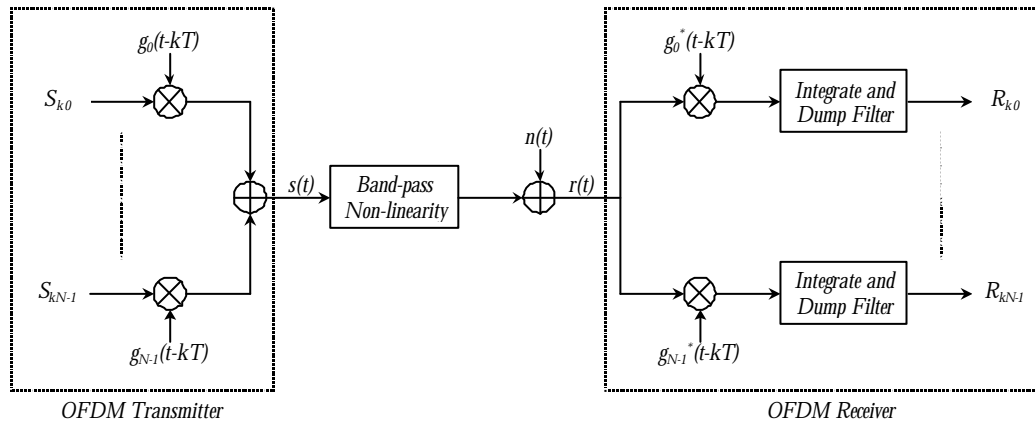 g0(t-kT)
Sk0
SkN-1
gN-1(t-kT)
s(t)
Band-pass
Non-linearity
n(t)
r(t)
g0*(t-kT)
Integrate and
Dump Filter
Rk0
Integrate and
Dump Filter
RkN-1
gN-1*(t-kT)
OFDM Transmitter
OFDM Receiver